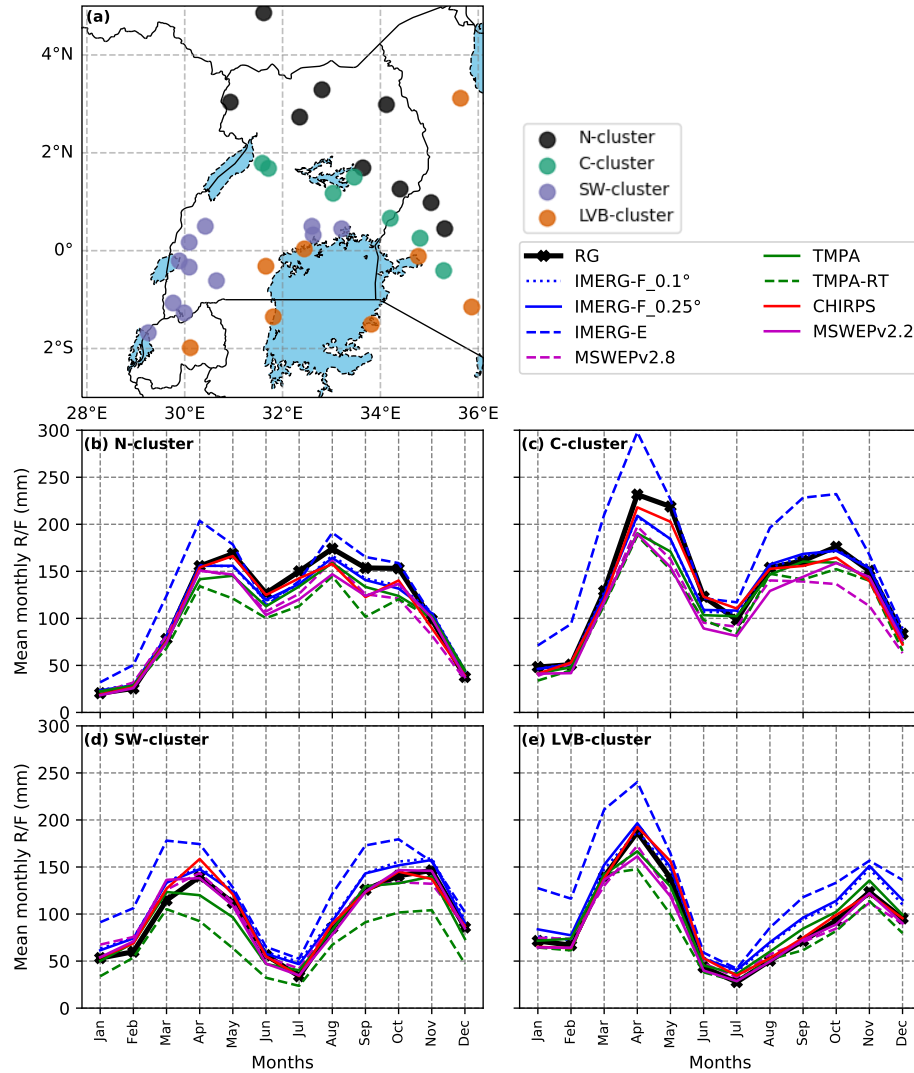 (a)
4°N
2°N
0°
2°S
28°E 30°E 32°E 34°E 36°E
N-cluster
C-cluster
SW-cluster
LVB-cluster
RG
IMERG-F_0.1°
IMERG-F_0.25°
IMERG-E
MSWEPv2.8
TMPA
TMPA-RT
CHIRPS
MSWEPv2.2
(b) N-cluster
Mean monthly R/F (mm)
300
250
200
150
100
50
0
(c) C-cluster
(d) SW-cluster
Mean monthly R/F (mm)
300
250
200
150
100
50
0
Jan Feb Mar Apr May Jun Jul Aug Sep Oct Nov Dec
Months
(e) LVB-cluster
Jan Feb Mar Apr May Jun Jul Aug Sep Oct Nov Dec
Months